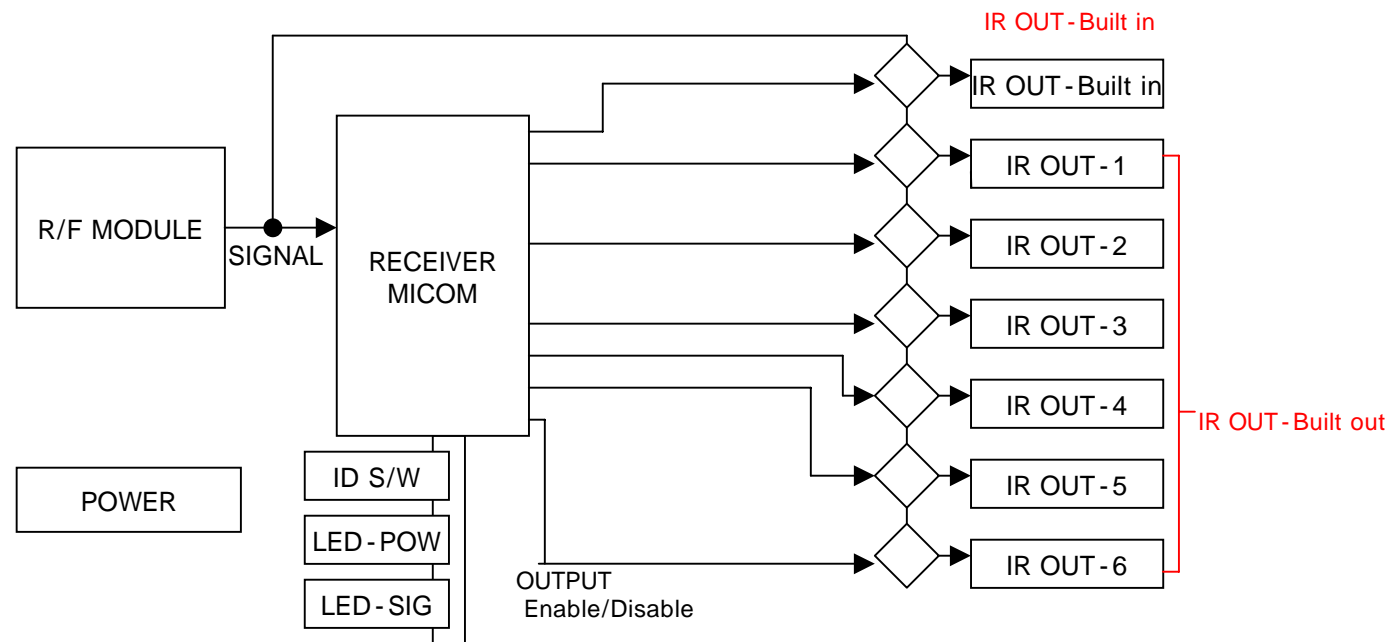 IR OUT-Built in
IR OUT-Built in
IR OUT-1
R/F MODULE
SIGNAL
RECEIVER
MICOM
IR OUT-2
IR OUT-3
IR OUT-4
IR OUT-Built out
ID S/W
IR OUT-5
POWER
LED-POW
OUTPUT
Enable/Disable
IR OUT-6
LED-SIG